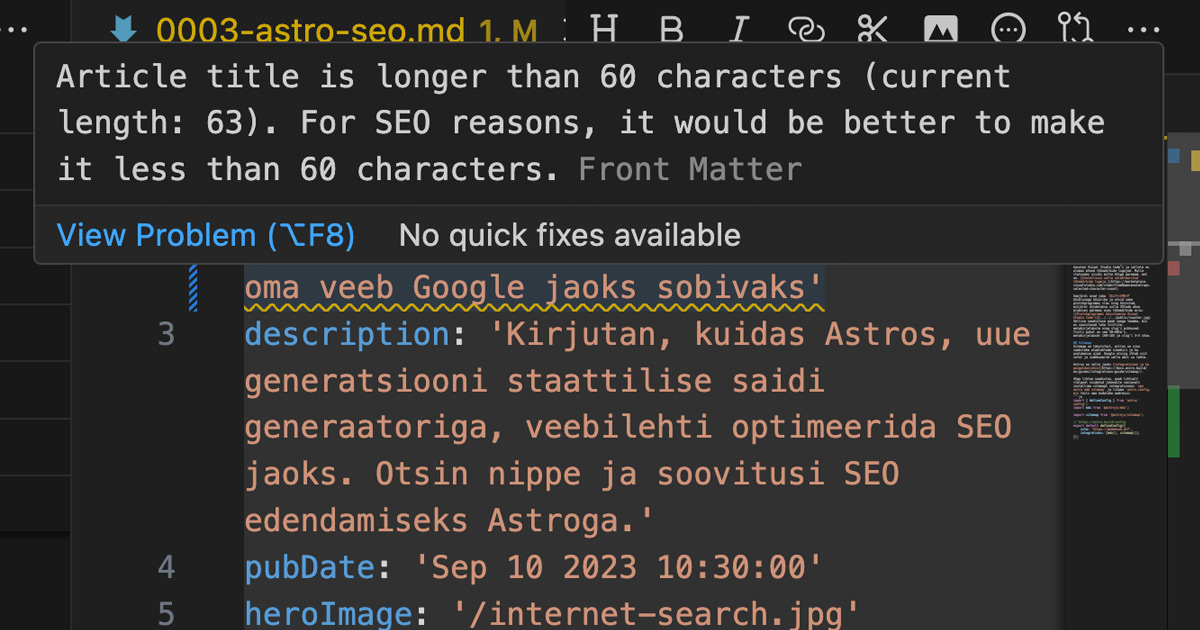 0003-astro-seo.md 1, M
H B I
Article title is longer than 60 characters (current
length: 63). For SEO reasons, it would be better to make
it less than 60 characters. Front Matter
View Problem (⌥F8) No quick fixes available
oma veeb Google jaoks sobivaks'
3 description: 'Kirjutan, kuidas Astros, uue
generatsiooni staattilise saidi
generaatoriga, veebilehti optimeerida SEO
jaoks. Otsin nippe ja soovitusi SEO
edendamiseks Astroga.'
4 pubDate: 'Sep 10 2023 10:30:00'
5 heroImage: '/internet-search.jpg'